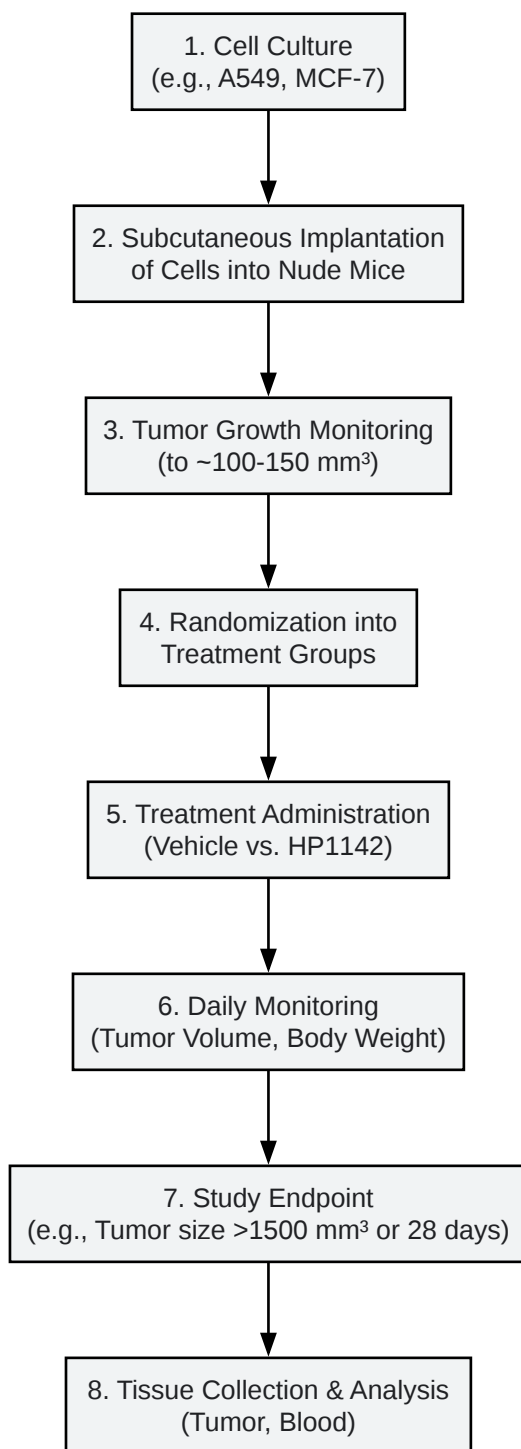 1. Cell Culture
(e.g., A549, MCF-7)
2. Subcutaneous Implantation
of Cells into Nude Mice
3. Tumor Growth Monitoring
(to ~100-150 mm³)
4. Randomization into
Treatment Groups
5. Treatment Administration
(Vehicle vs. HP1142)
6. Daily Monitoring
(Tumor Volume, Body Weight)
7. Study Endpoint
(e.g., Tumor size >1500 mm³ or 28 days)
8. Tissue Collection & Analysis
(Tumor, Blood)